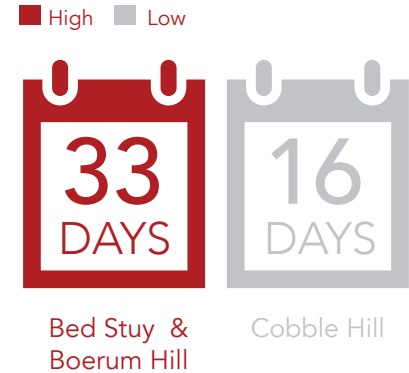 High Low
33
DAYS
16
DAYS
Bed Stuy &
Boerum Hill
Cobble Hill